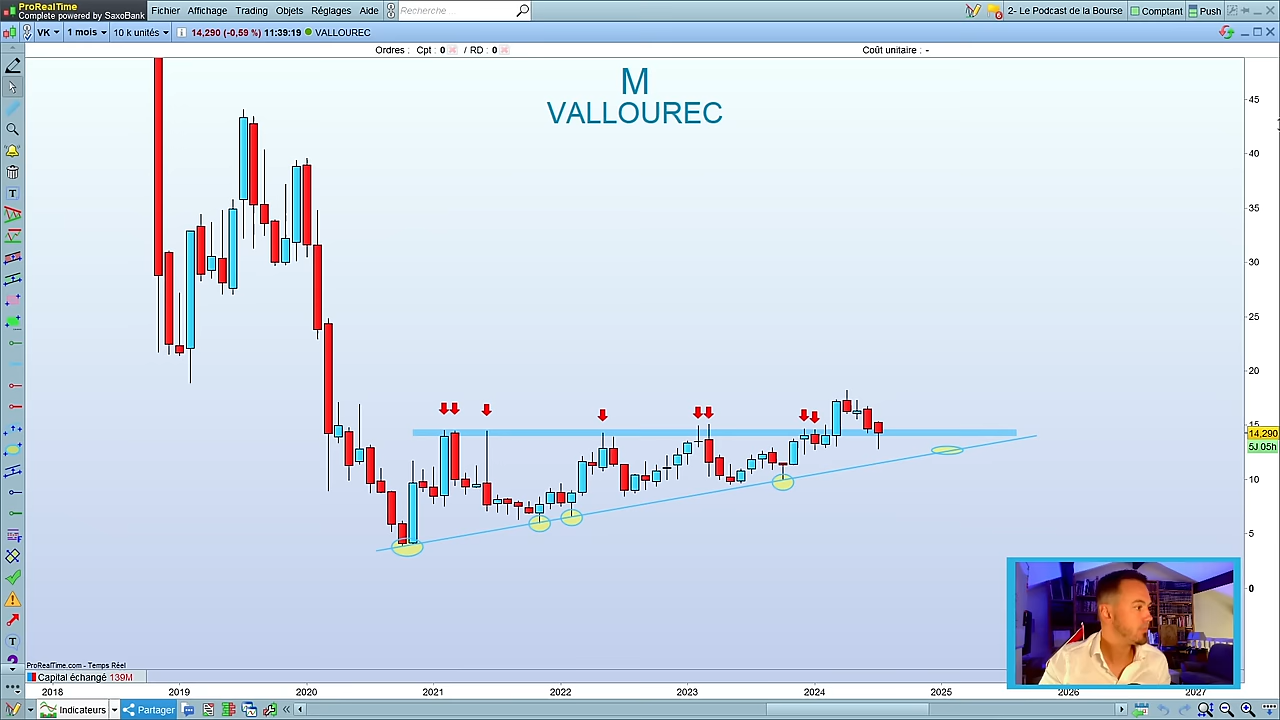 ProRealTime
Complete powered by SaxoBank
Fichier Affichage Trading Objets Réglages Aide Recherche... 6 2- Le Podcast de la Bourse Comptant Push
VK 1 mois 10 k unités i 14,290 (-0,59 %) 11:39:19 VALLOUREC
Ordres : Cpt : 0 / RD : 0 Coût unitaire : -
M
VALLOUREC
45
40
35
30
25
20
15
14,290
5J 05h
10
5
0
ProRealTime.com - Temps Réel
Capital échangé 139M
2018 2019 2020 2021 2022 2023 2024 2025 2026 2027
Indicateurs Partager